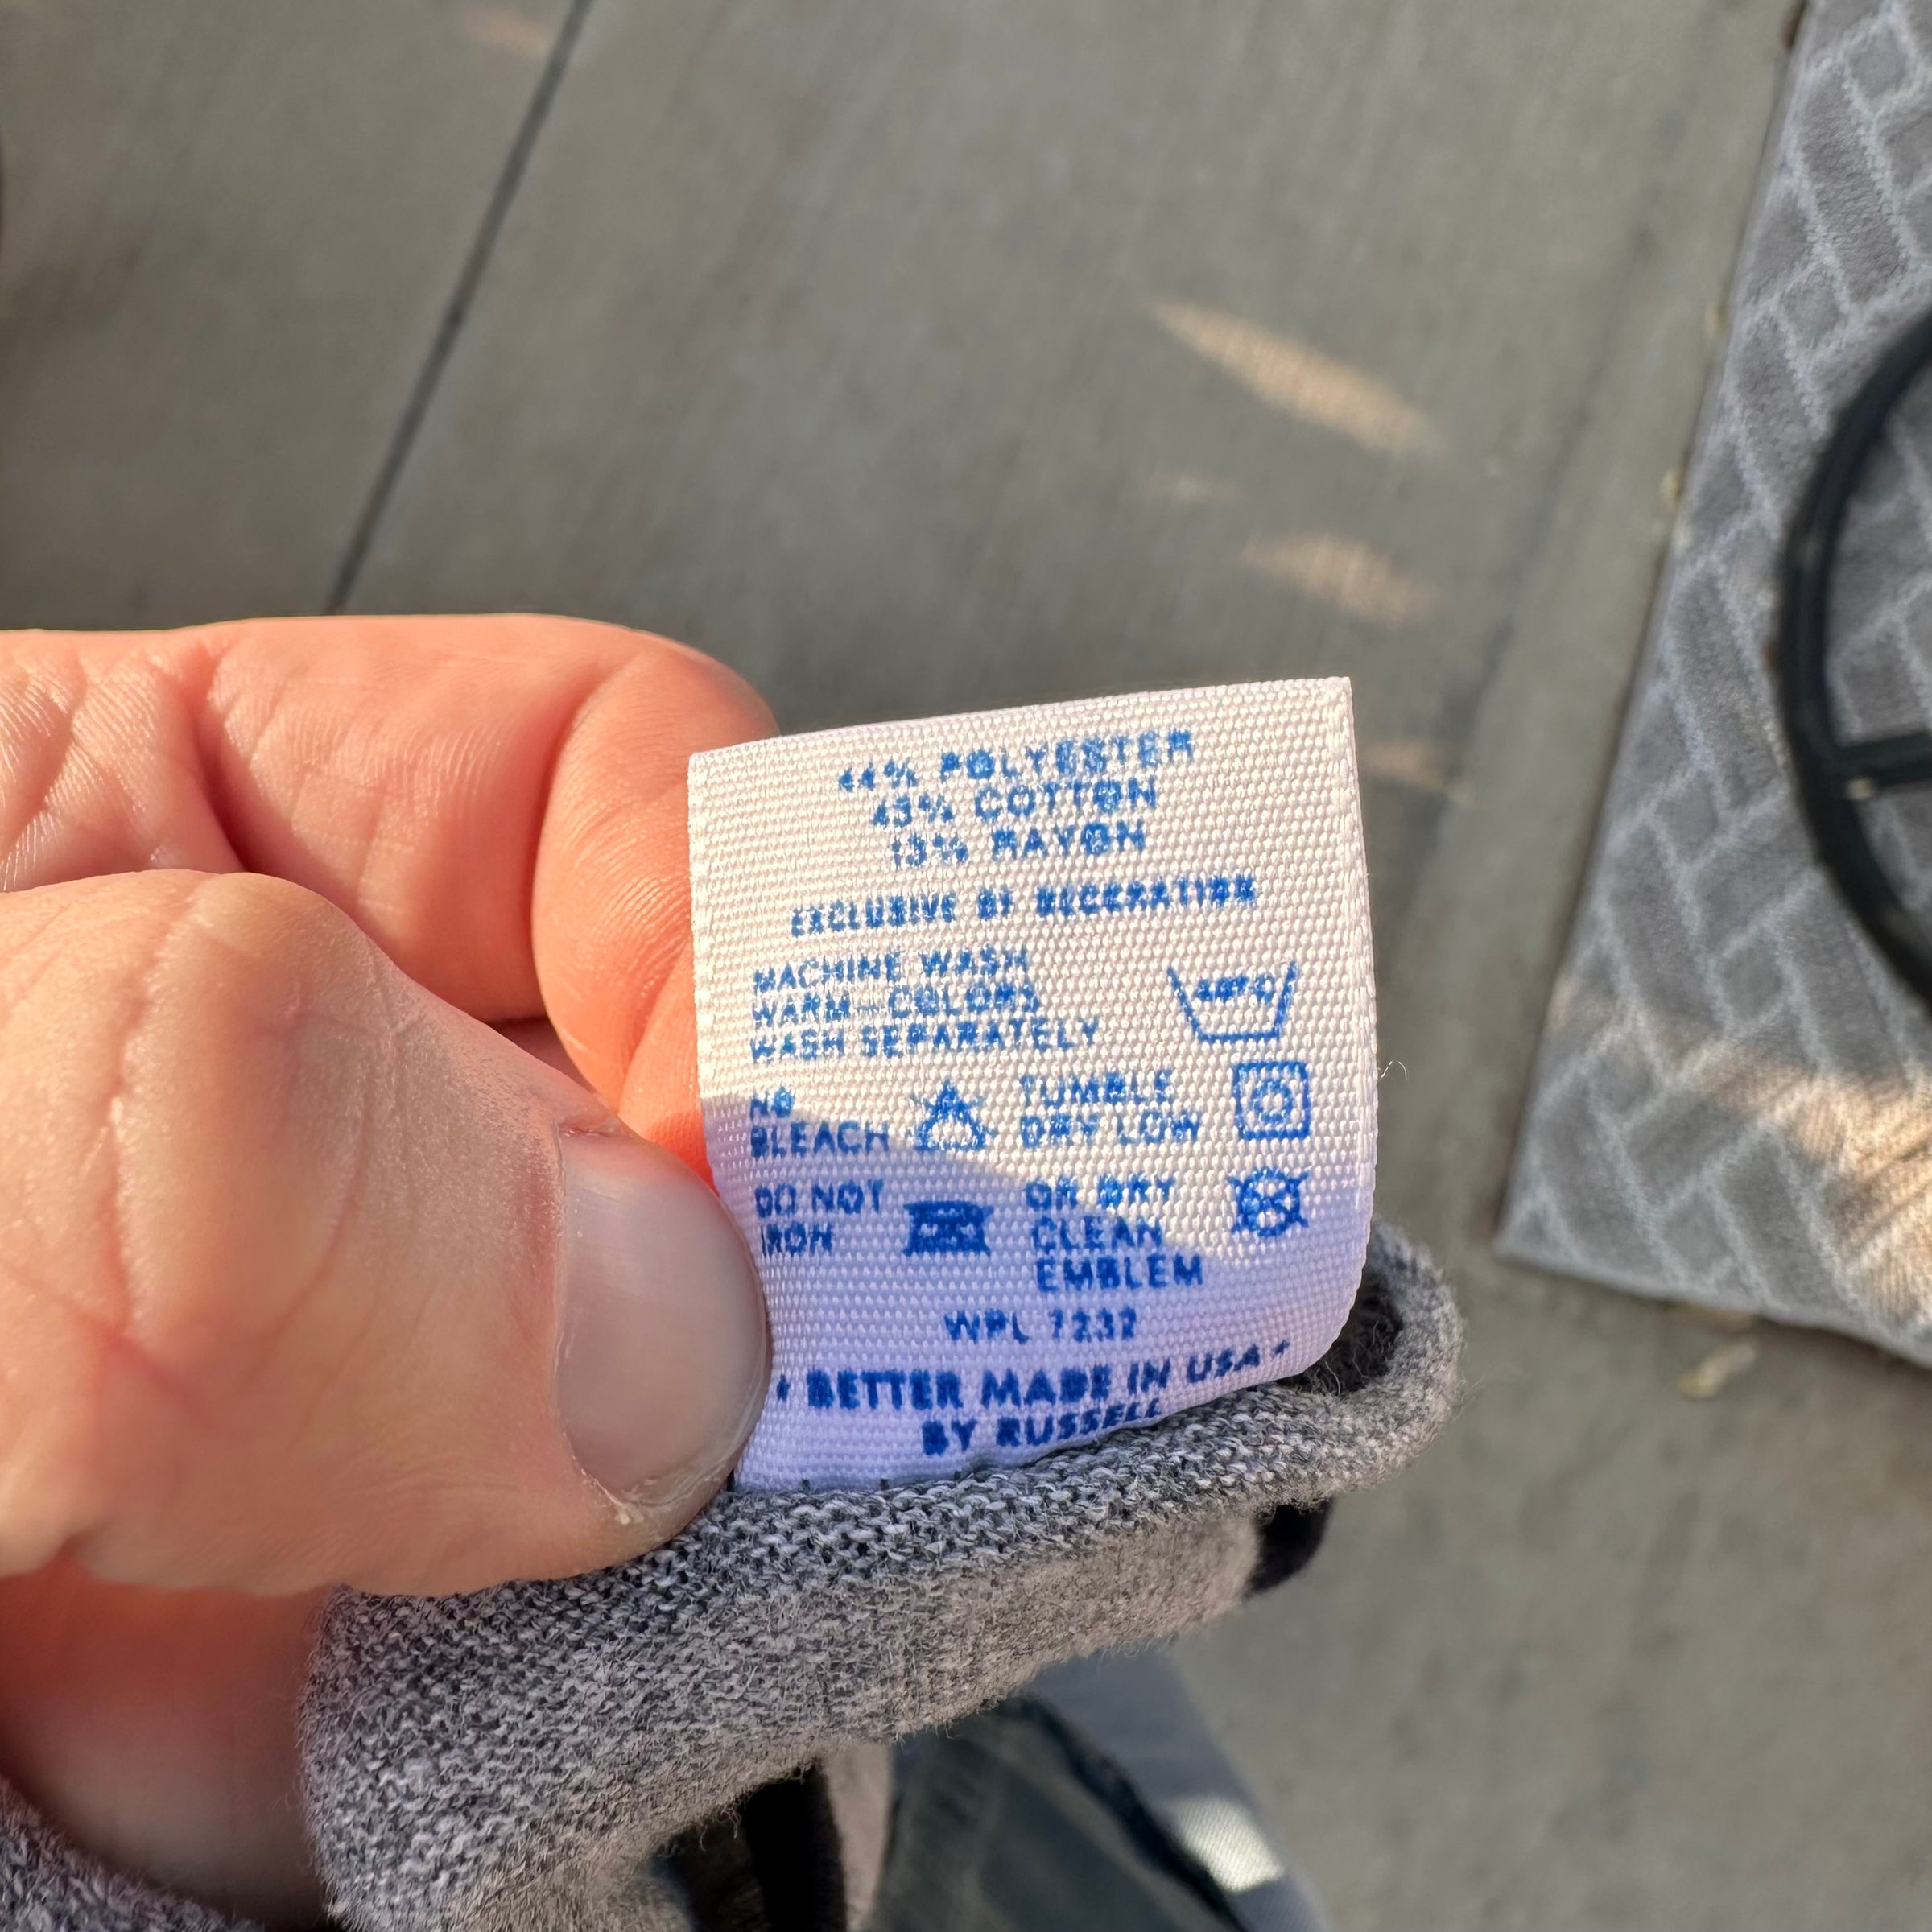 44% POLYESTER
43% COTTON
13% RAYON
EXCLUSIVE OF DECORATION
MACHINE WASH
WARM—COLORS
WASH SEPARATELY
40°C
NO
BLEACH
TUMBLE
DRY LOW
DO NOT
IRON
OR DRY
CLEAN
EMBLEM
WPL 7232
• BETTER MADE IN USA •
BY RUSSELL